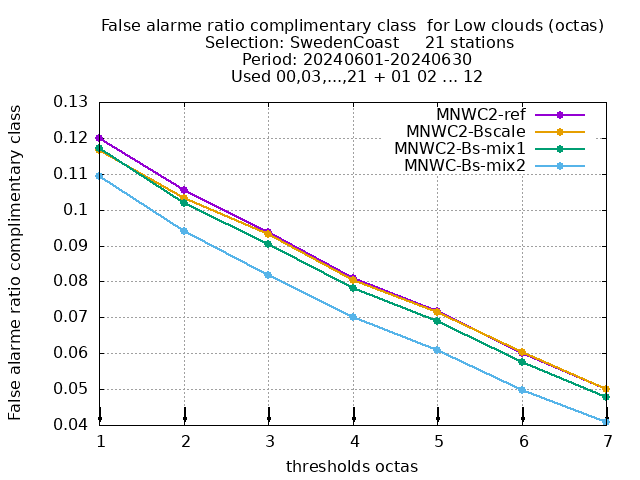 False alarme ratio complimentary class  for Low clouds (octas)
Selection: SwedenCoast     21 stations
Period: 20240601-20240630
Used 00,03,...,21 + 01 02 ... 12
False alarme ratio complimentary class
0.13
0.12
0.11
0.1
0.09
0.08
0.07
0.06
0.05
0.04
MNWC2-ref
MNWC2-Bscale
MNWC2-Bs-mix1
MNWC-Bs-mix2
1 2 3 4 5 6 7
thresholds octas